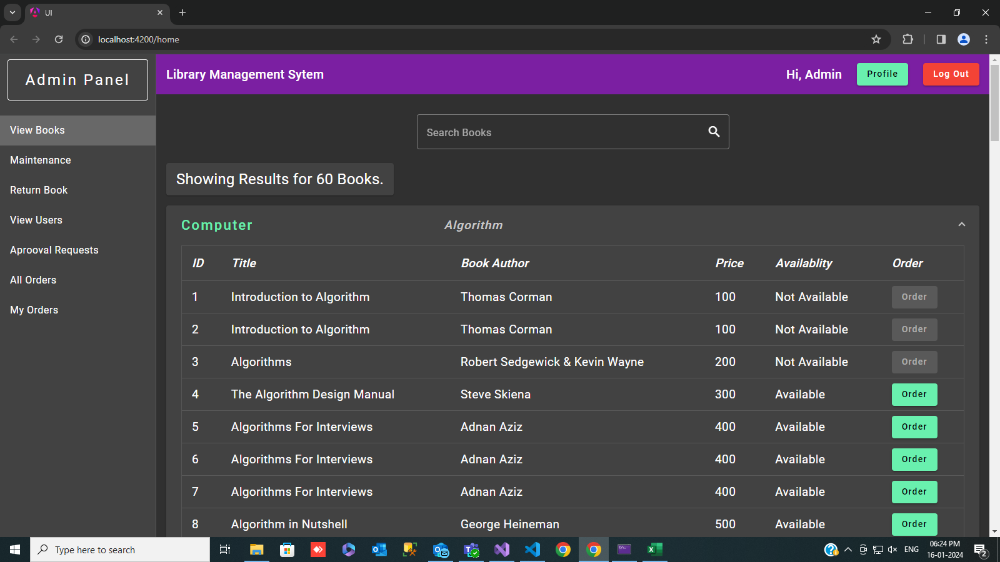 UI
localhost:4200/home
Admin Panel
Library Management Sytem
Hi, Admin
Profile
Log Out
View Books
Maintenance
Return Book
View Users
Aprooval Requests
All Orders
My Orders
Search Books
Showing Results for 60 Books.
Computer Algorithm
ID Title Book Author Price Availablity Order
1 Introduction to Algorithm Thomas Corman 100 Not Available Order
2 Introduction to Algorithm Thomas Corman 100 Not Available Order
3 Algorithms Robert Sedgewick & Kevin Wayne 200 Not Available Order
4 The Algorithm Design Manual Steve Skiena 300 Available Order
5 Algorithms For Interviews Adnan Aziz 400 Available Order
6 Algorithms For Interviews Adnan Aziz 400 Available Order
7 Algorithms For Interviews Adnan Aziz 400 Available Order
8 Algorithm in Nutshell George Heineman 500 Available Order
Type here to search
ENG
06:24 PM
16-01-2024
2